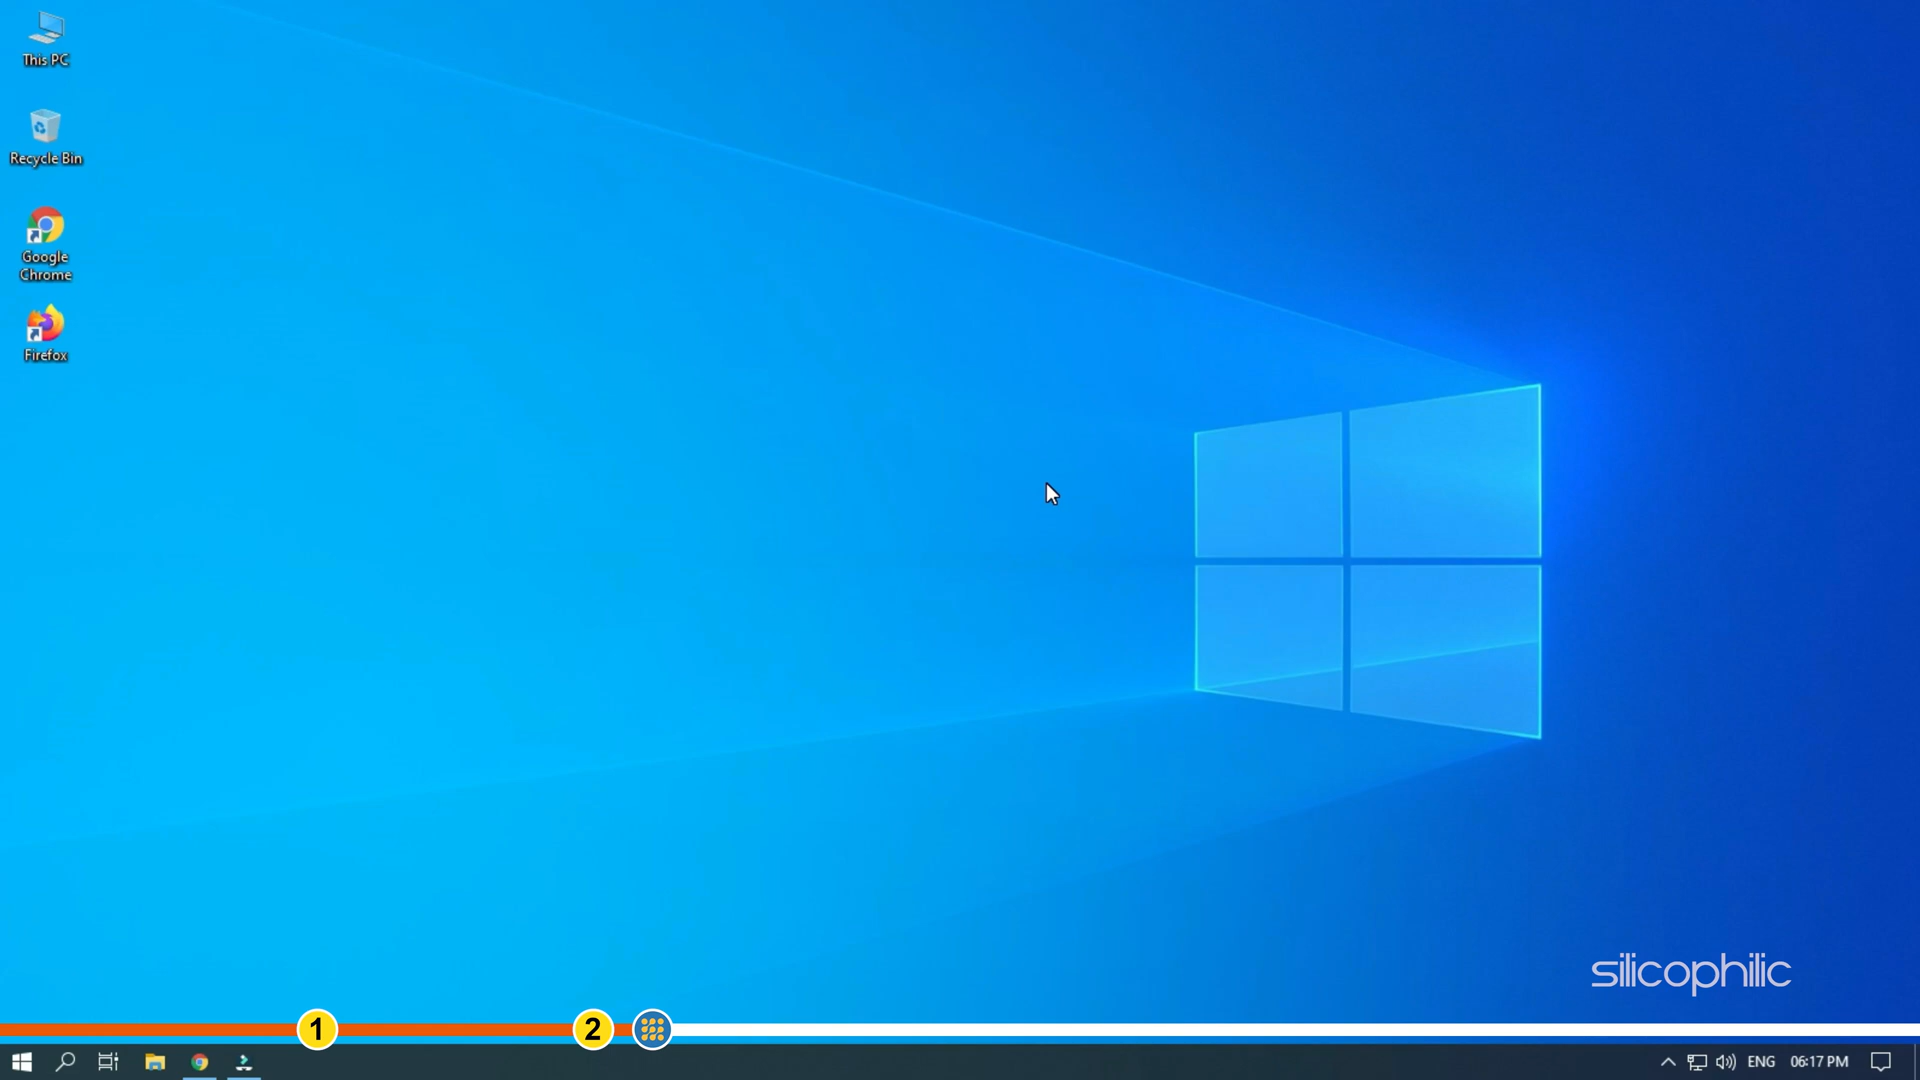 This PC
Recycle Bin
Google
Chrome
Firefox
silicophilic
1
2
ENG
06:17 PM